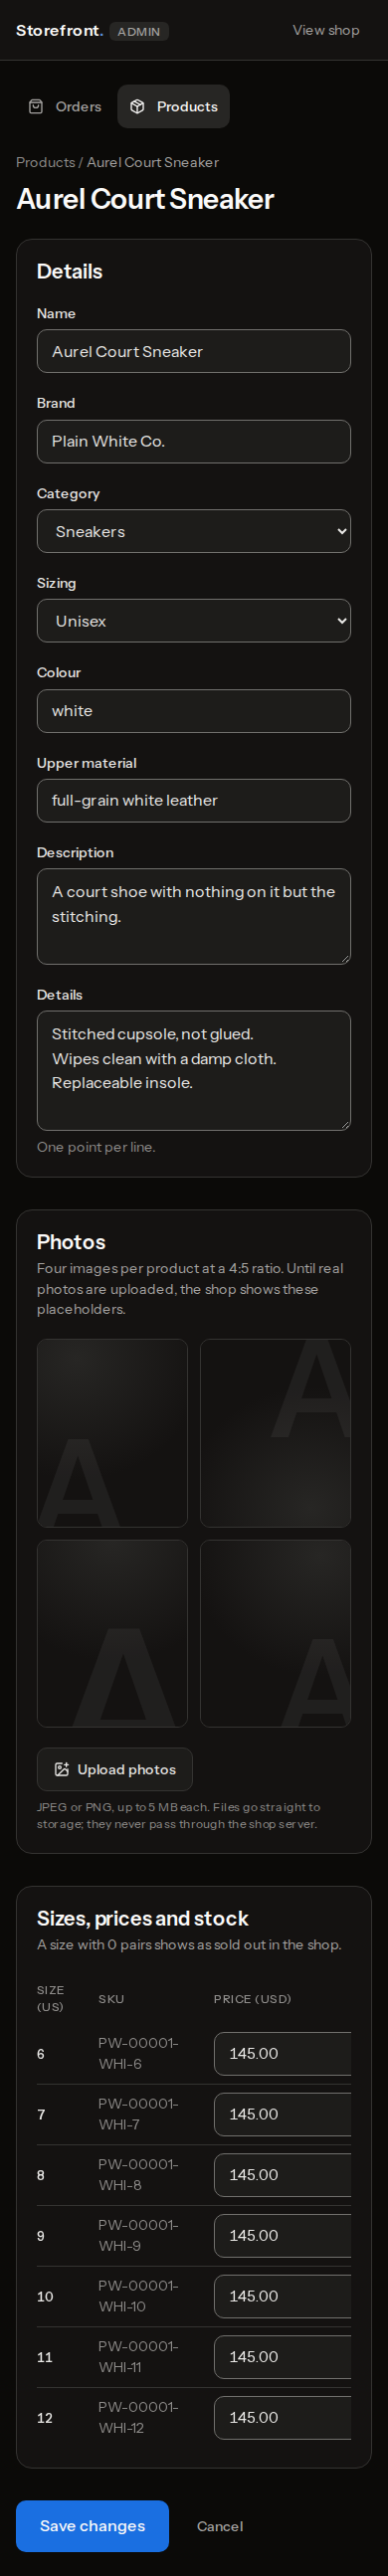 Storefront. ADMIN View shop
Orders Products
Products / Aurel Court Sneaker
Aurel Court Sneaker
Details
Name
Aurel Court Sneaker
Brand
Plain White Co.
Category
Sneakers
Sizing
Unisex
Colour
white
Upper material
full-grain white leather
Description
A court shoe with nothing on it but the
stitching.
Details
Stitched cupsole, not glued.
Wipes clean with a damp cloth.
Replaceable insole.
One point per line.
Photos
Four images per product at a 4:5 ratio. Until real
photos are uploaded, the shop shows these
placeholders.
A A
A A
Upload photos
JPEG or PNG, up to 5 MB each. Files go straight to
storage; they never pass through the shop server.
Sizes, prices and stock
A size with 0 pairs shows as sold out in the shop.
SIZE
(US) SKU PRICE (USD)
6 PW-00001-
WHI-6 145.00
7 PW-00001-
WHI-7 145.00
8 PW-00001-
WHI-8 145.00
9 PW-00001-
WHI-9 145.00
10 PW-00001-
WHI-10 145.00
11 PW-00001-
WHI-11 145.00
12 PW-00001-
WHI-12 145.00
Save changes Cancel